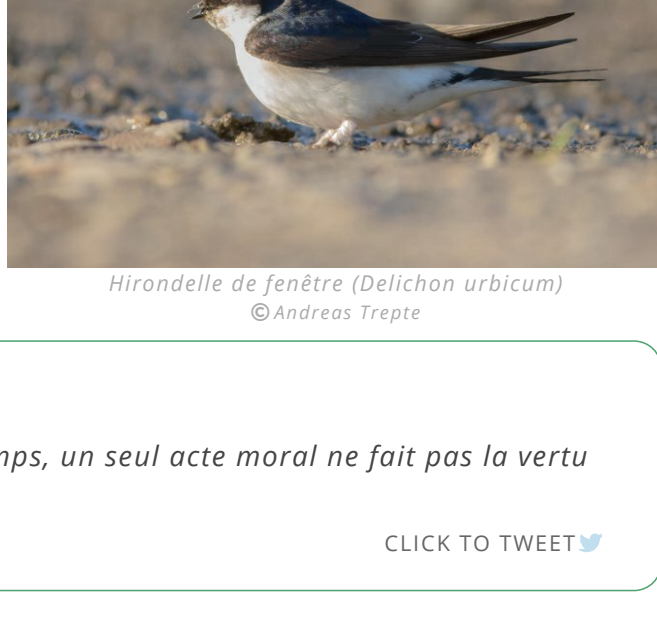 Hirondelle de fenêtre (Delichon urbicum)
© Andreas Trepte
un seul acte moral ne fait pas la vertu
CLICK TO TWEET